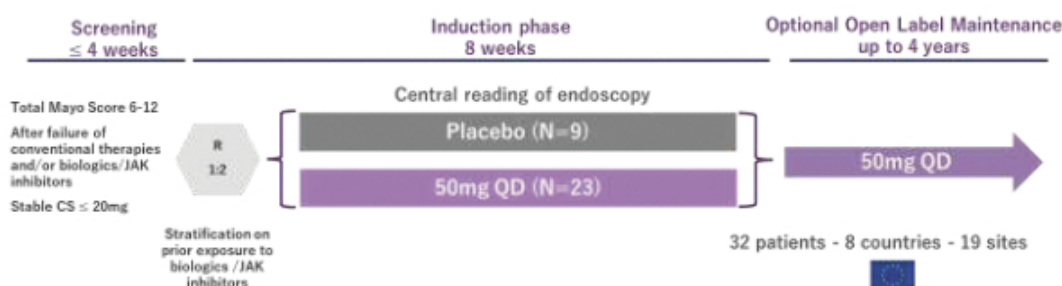 Screening
≤ 4 weeks
Induction phase
8 weeks
Optional Open Label Maintenance
up to 4 years
Total Mayo Score 6-12
After failure of
conventional therapies
and/or biologics/JAK
inhibitors
Stable CS ≤ 20mg
R
1:2
Stratification on
prior exposure to
biologics /JAK
inhibitors
Central reading of endoscopy
Placebo (N=9)
50mg QD (N=23)
50mg QD
32 patients - 8 countries - 19 sites